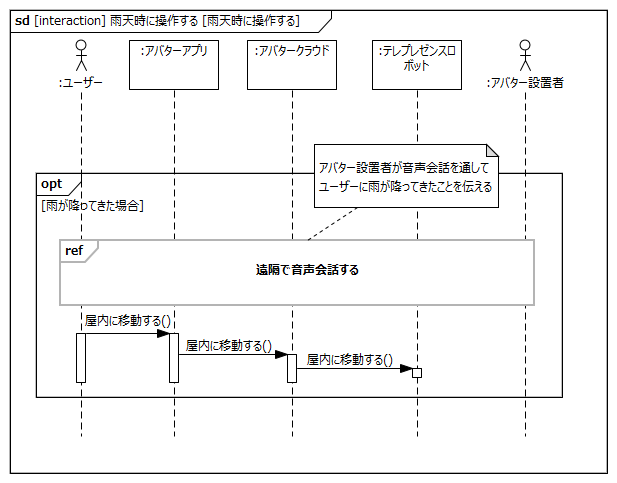 sd [interaction] 雨天時に操作する [雨天時に操作する]
:ユーザー
:アバターアプリ
:アバタークラウド
:テレプレゼンスロ
ボット
:アバター設置者
アバター設置者が音声会話を通して
ユーザーに雨が降ってきたことを伝える
opt
[雨が降ってきた場合]
ref
遠隔で音声会話する
屋内に移動する()
屋内に移動する()
屋内に移動する()